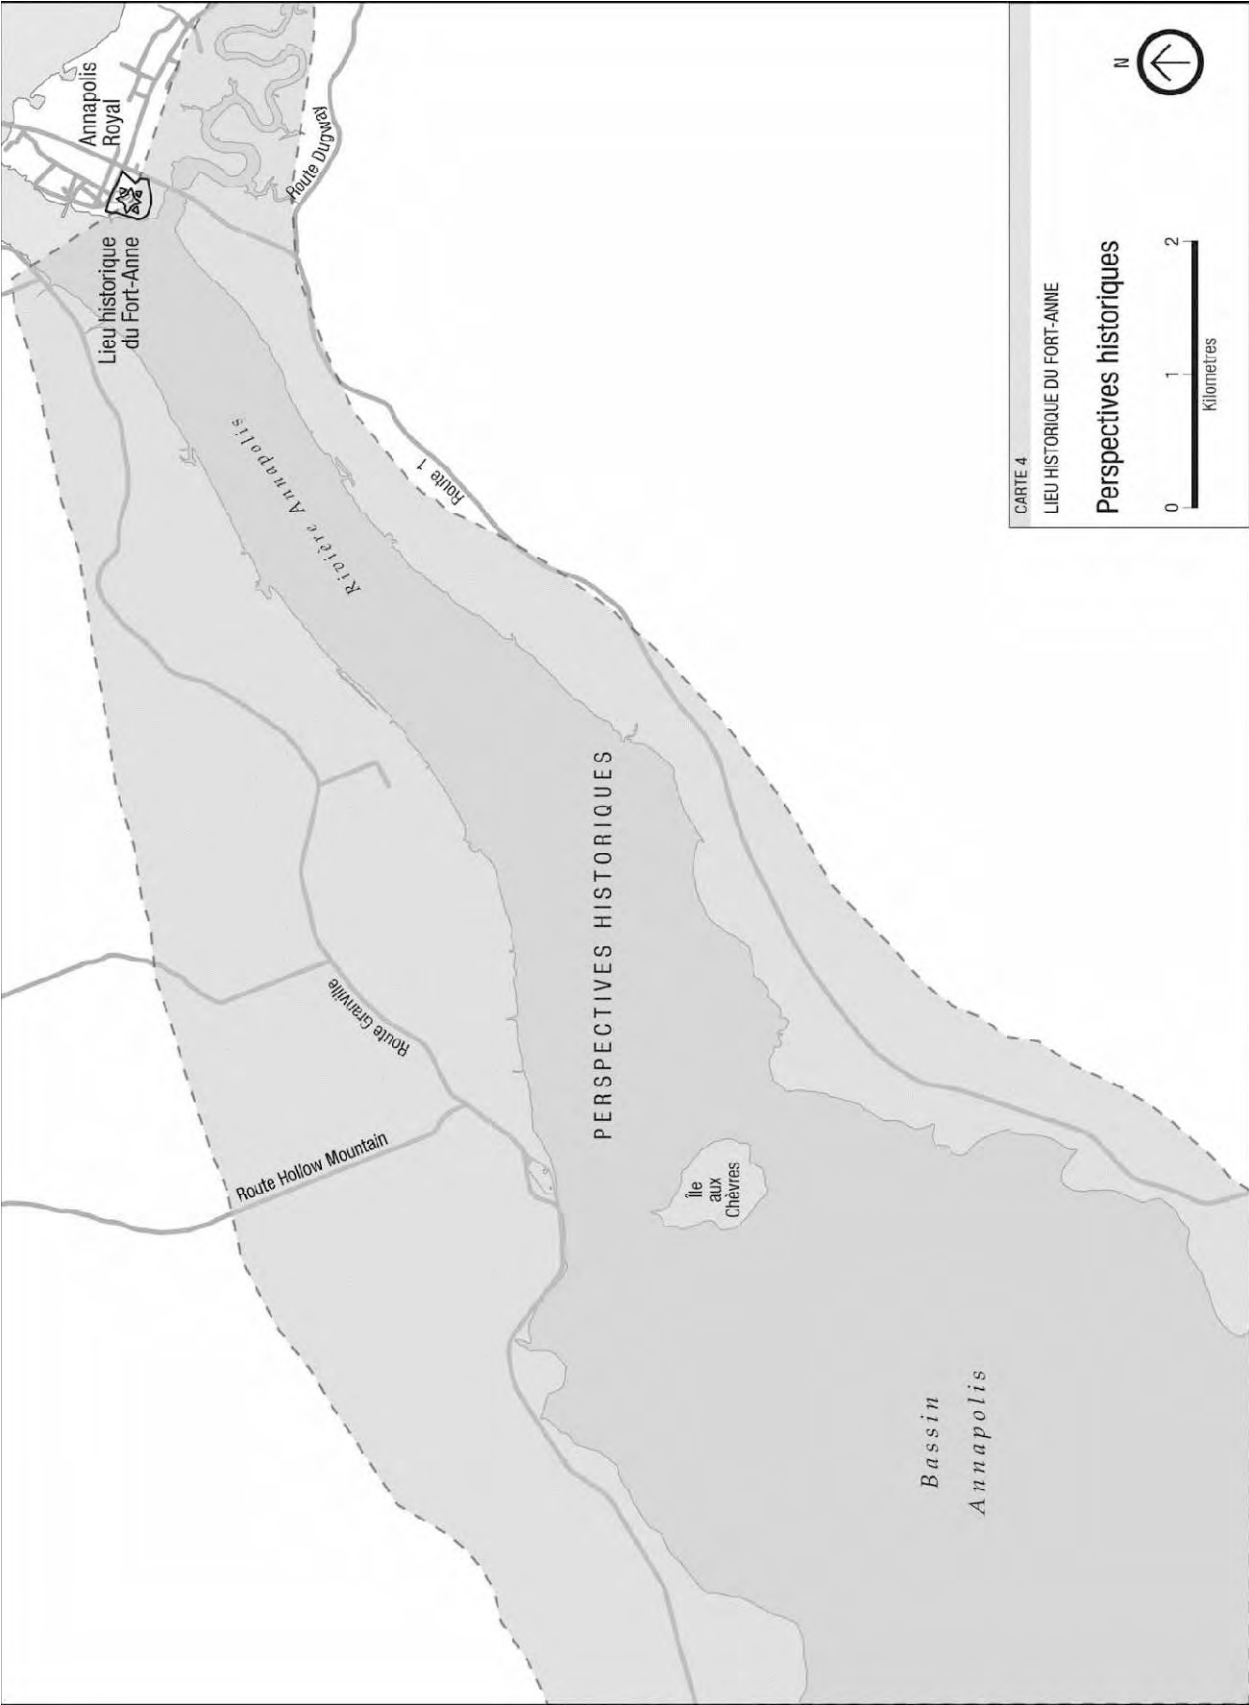 Annapolis
Royal
Lieu historique
du Fort-Anne
Route Dugway
Rivière Annapolis
Route 1
PERSPECTIVES HISTORIQUES
Route Granville
Route Hollow Mountain
Île
aux
Chèvres
Bassin
Annapolis
CARTE 4
LIEU HISTORIQUE DU FORT-ANNE
Perspectives historiques
0 1 2
Kilometres
N